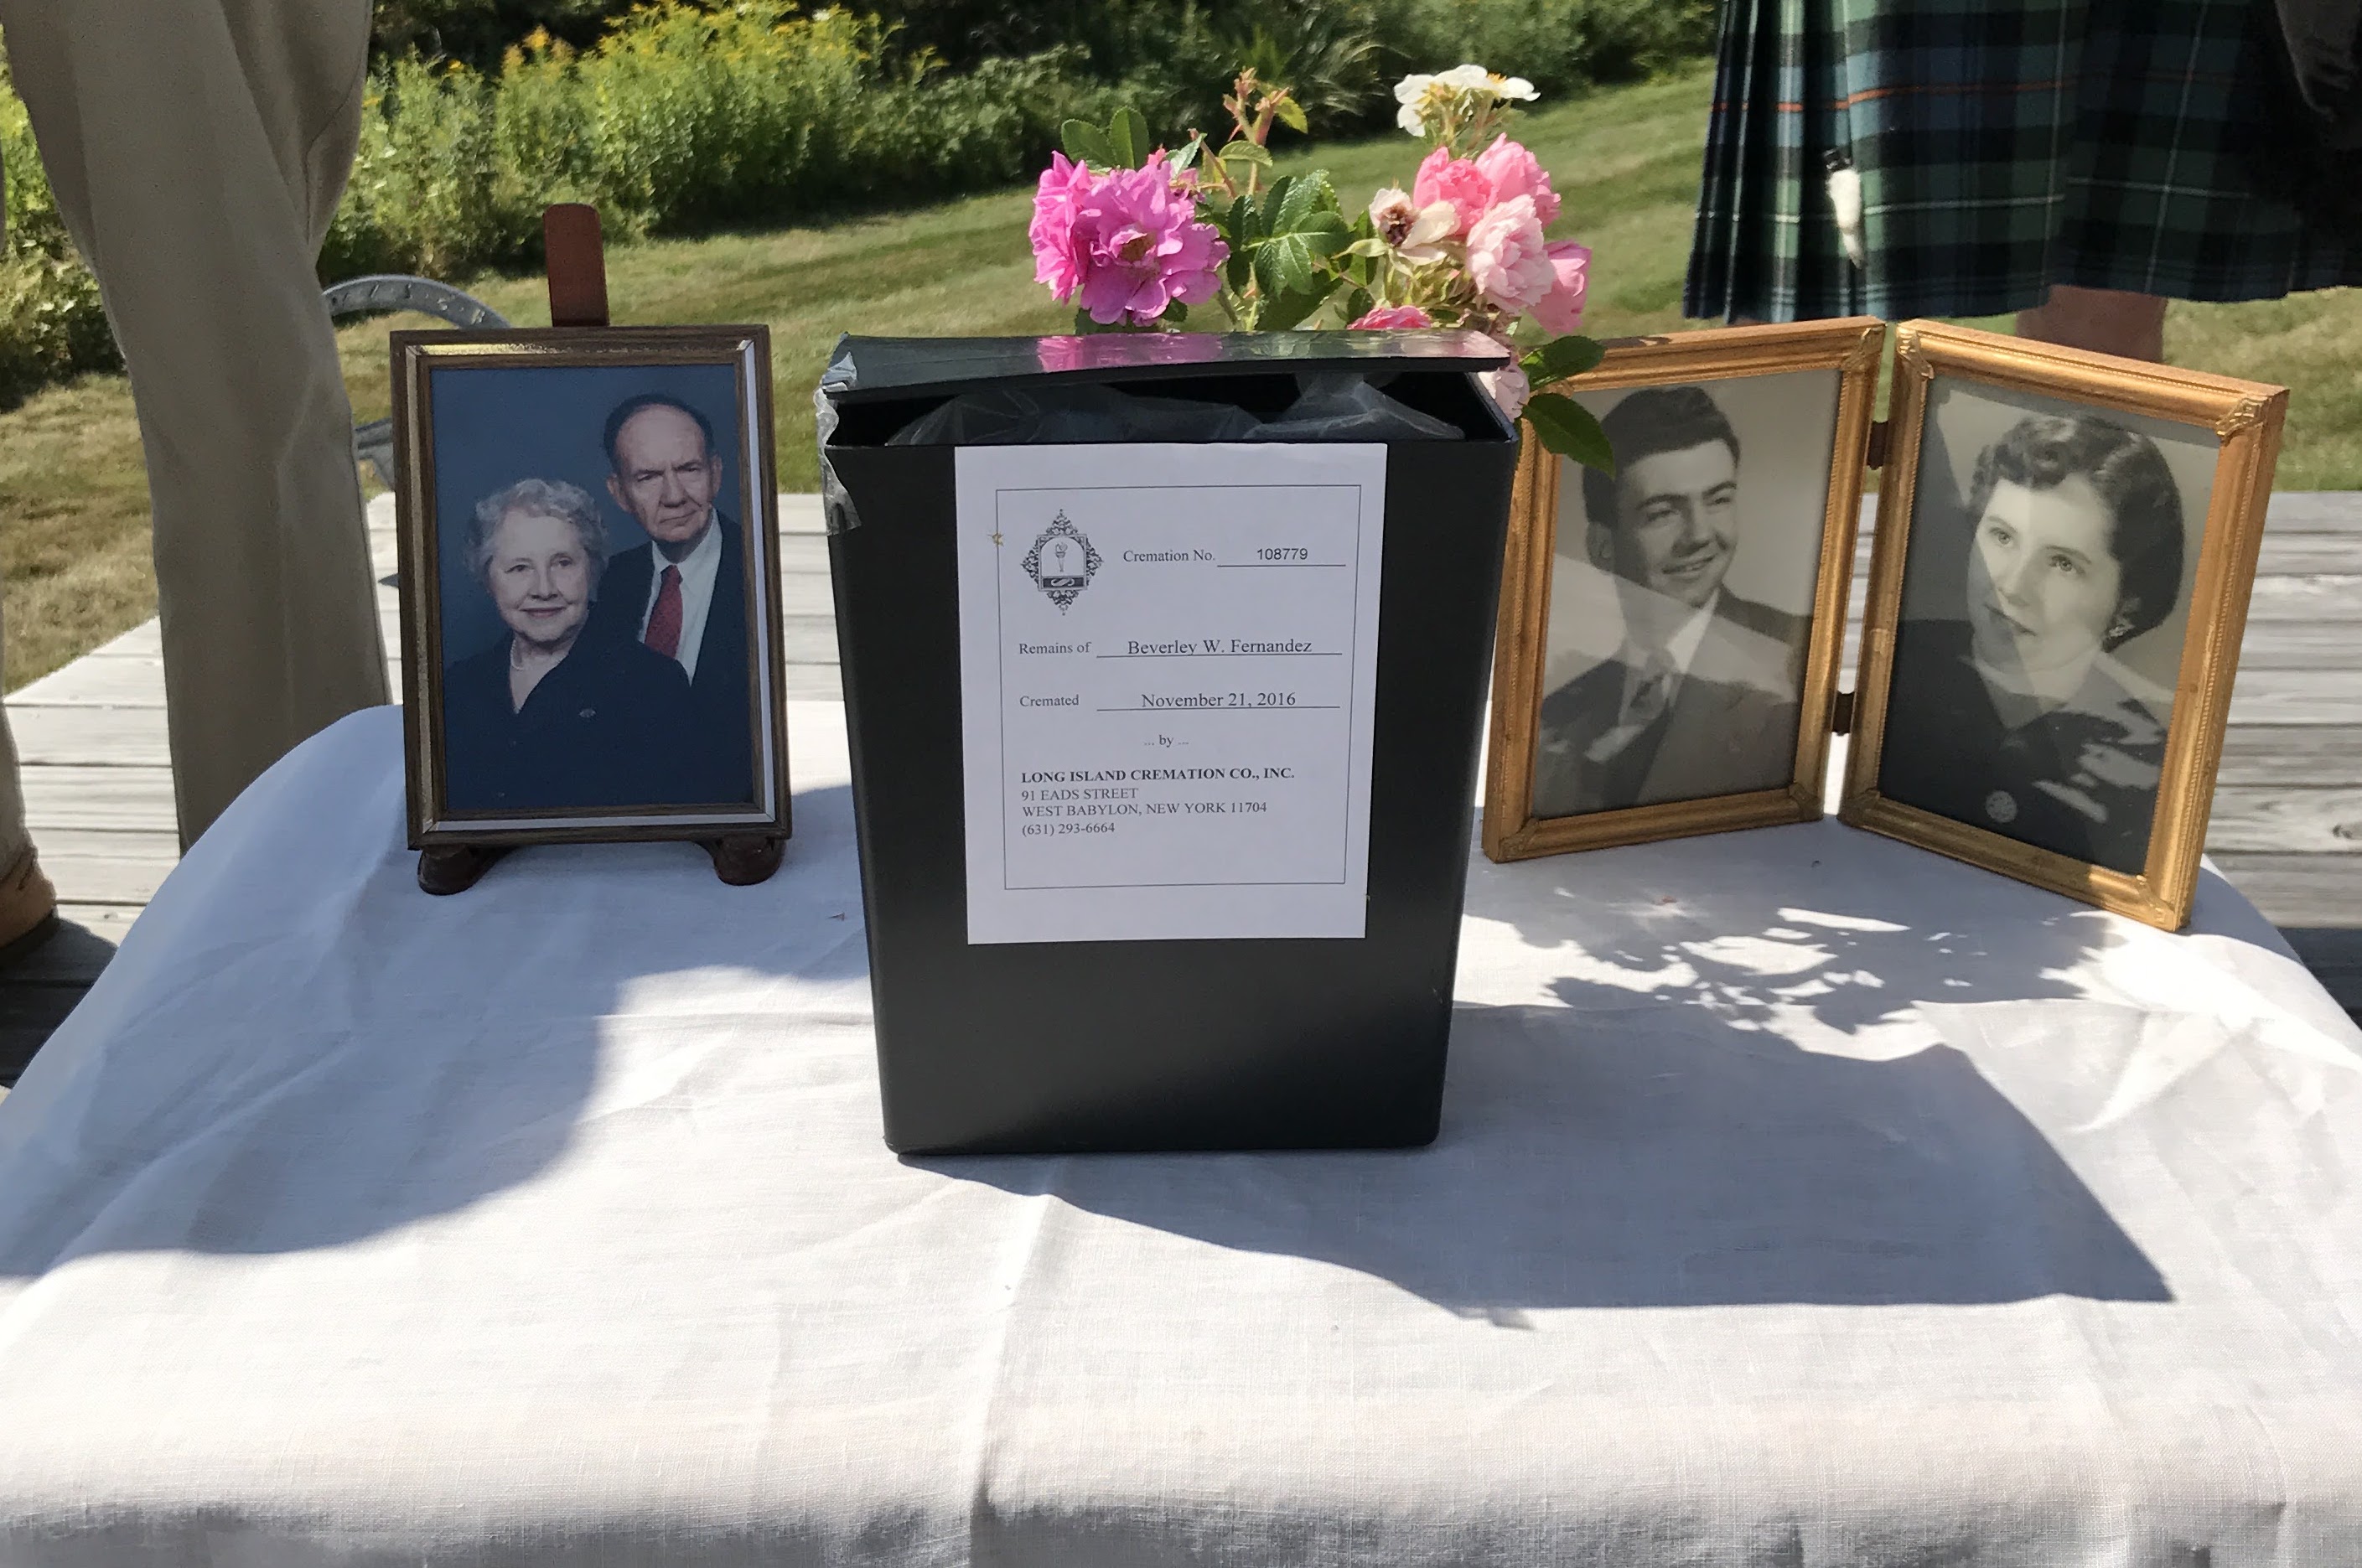 Cremation No. 108779
Remains of Beverley W. Fernandez
Cremated November 21, 2016
... by ...
LONG ISLAND CREMATION CO., INC.
91 EADS STREET
WEST BABYLON, NEW YORK 11704
(631) 293-6664